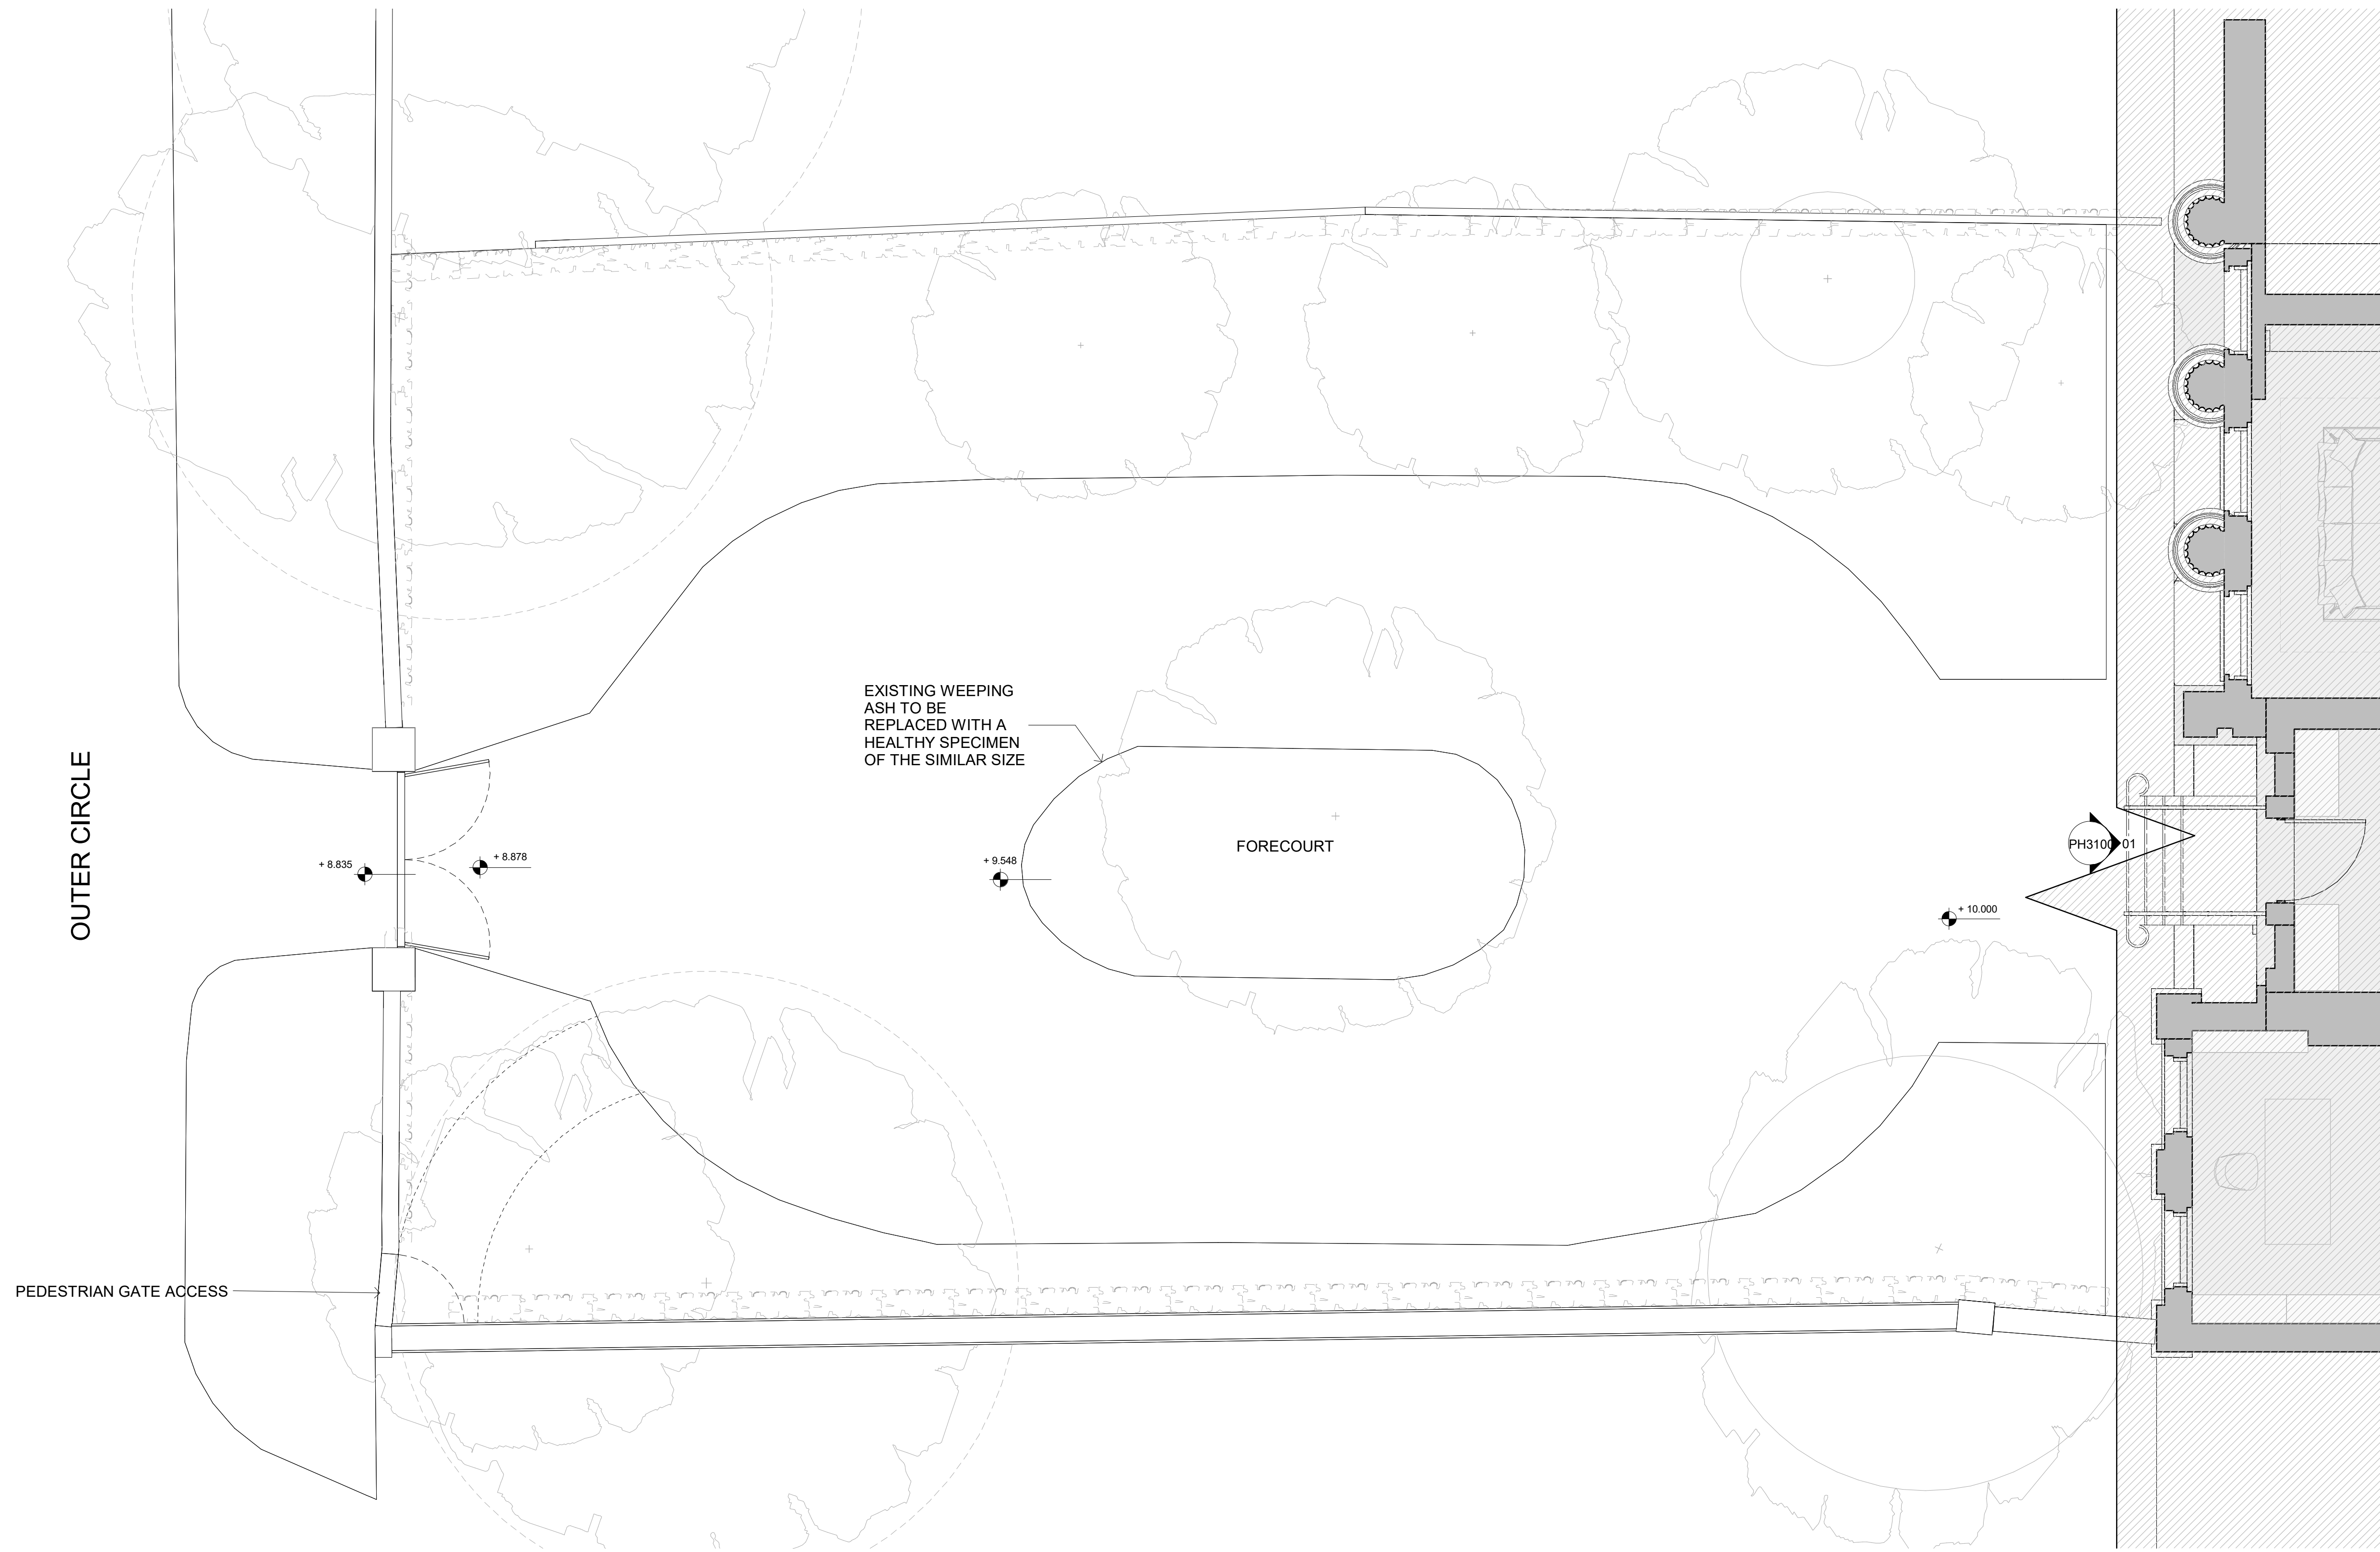 EXISTING WEEPING
ASH TO BE
REPLACED WITH A
HEALTHY SPECIMEN
OF THE SIMILAR SIZE
OUTER CIRCLE
+ 8.835
+ 8.878
+ 9.548
FORECOURT
PH3100 01
+ 10.000
PEDESTRIAN GATE ACCESS